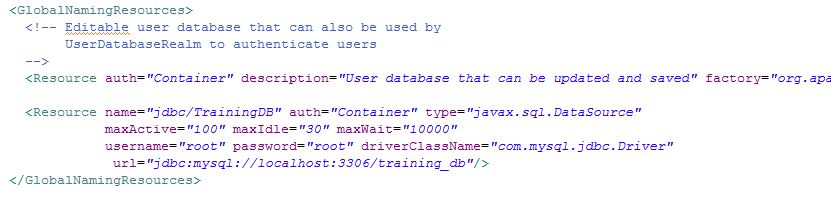 <GlobalNamingResources>
<!-- Editable user database that can also be used by
UserDatabaseRealm to authenticate users
-->
<Resource auth="Container" description="User database that can be updated and saved" factory="org.apa
<Resource name="jdbc/TrainingDB" auth="Container" type="javax.sql.DataSource"
maxActive="100" maxIdle="30" maxWait="10000"
username="root" password="root" driverClassName="com.mysql.jdbc.Driver"
url="jdbc:mysql://localhost:3306/training_db"/>
</GlobalNamingResources>